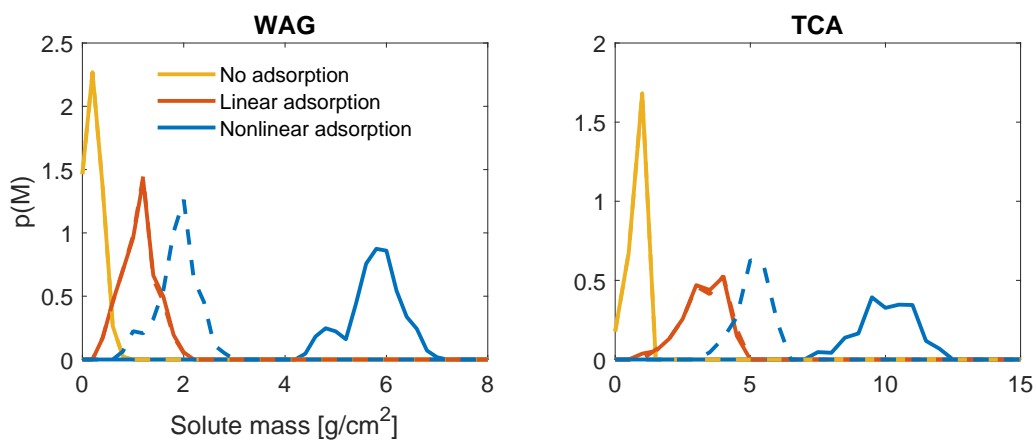 WAG
2.5
2
1.5
1
0.5
0
p(M)
No adsorption
Linear adsorption
Nonlinear adsorption
0 2 4 6 8
Solute mass [g/cm²]
TCA
2
1.5
1
0.5
0
0 5 10 15